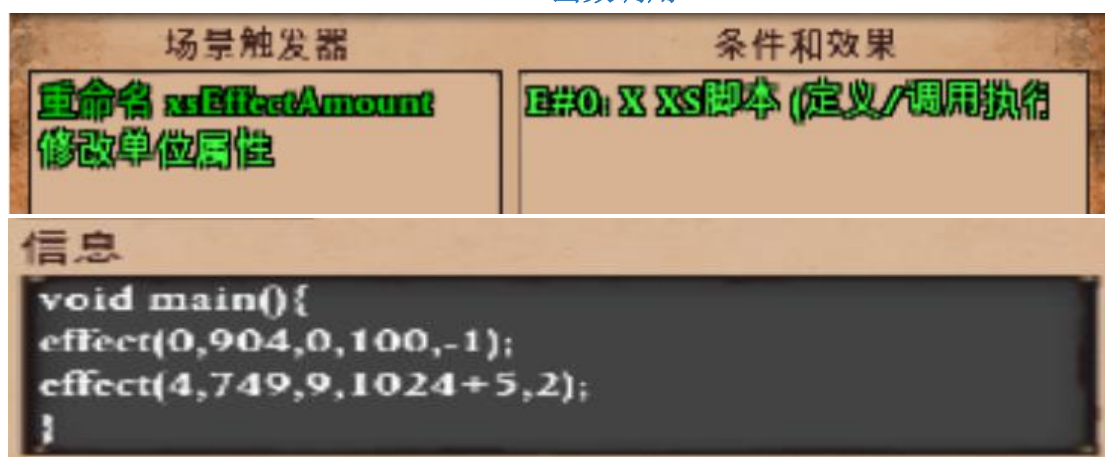 场景触发器
条件和效果
重命名 xsEffectAmount
修改单位属性
E#0: X XS脚本 (定义/调用执行
信息
void main(){
effect(0,904,0,100,-1);
effect(4,749,9,1024+5,2);
}